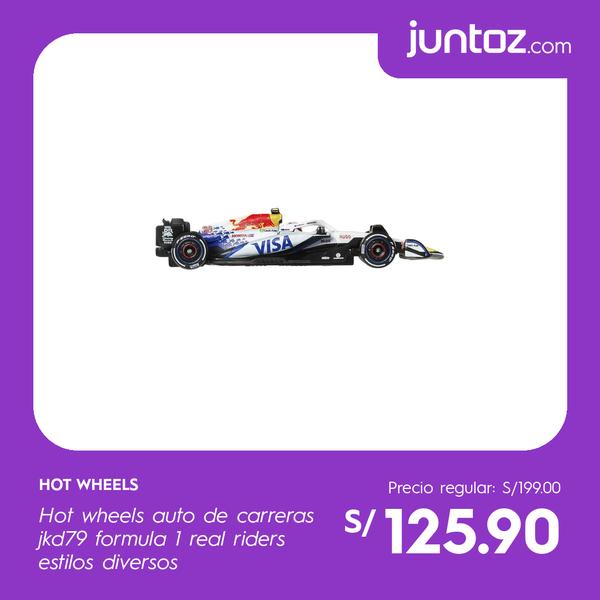 juntoz.com
VISA
HOT WHEELS
Hot wheels auto de carreras
jkd79 formula 1 real riders
estilos diversos
Precio regular: S/199.00
S/ 125.90